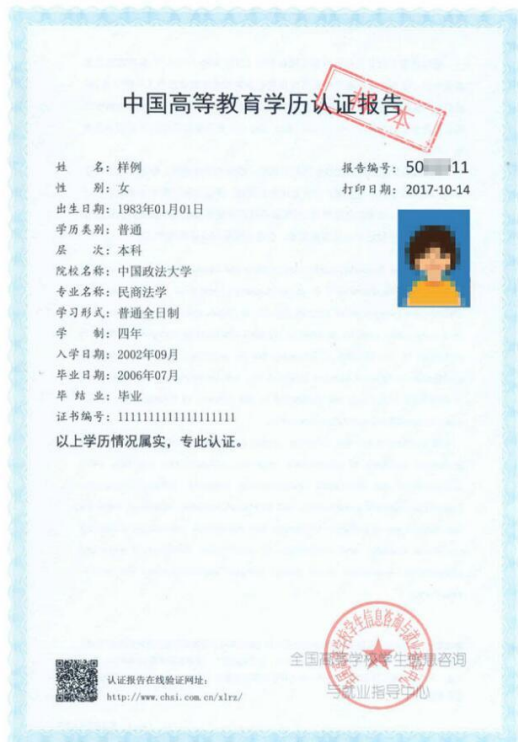 中国高等教育学历认证报告
样本
姓 名：样例
报告编号：50 11
性 别：女
打印日期：2017-10-14
出生日期：1983年01月01日
学历类别：普通
层 次：本科
院校名称：中国政法大学
专业名称：民商法学
学习形式：普通全日制
学 制：四年
入学日期：2002年09月
毕业日期：2006年07月
毕 结 业：毕业
证书编号：111111111111111111
以上学历情况属实，专此认证。
全国高等学校学生信息咨询
与就业指导中心
认证报告在线验证网址：
http://www.chsi.com.cn/xlrz/